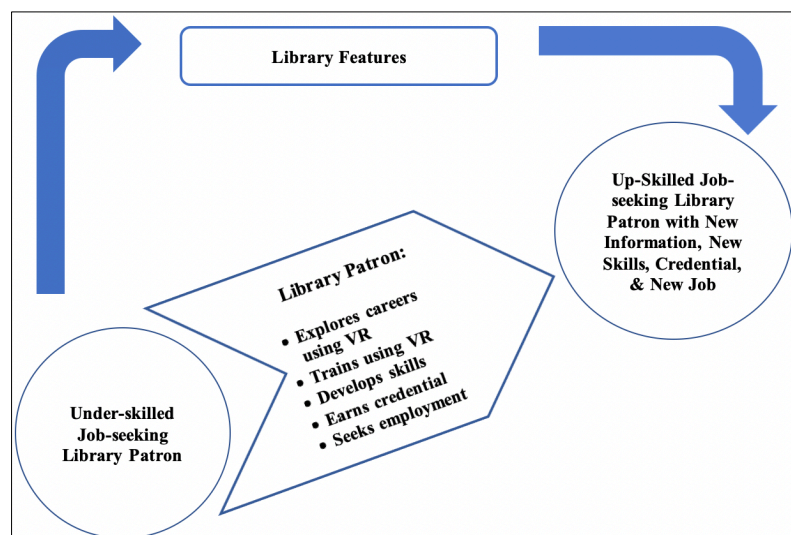 Library Features
Up-Skilled Job-
seeking Library
Patron with New
Information, New
Skills, Credential,
& New Job
Library Patron:
• Explores careers
using VR
• Trains using VR
• Develops skills
• Earns credential
• Seeks employment
Under-skilled
Job-seeking
Library Patron